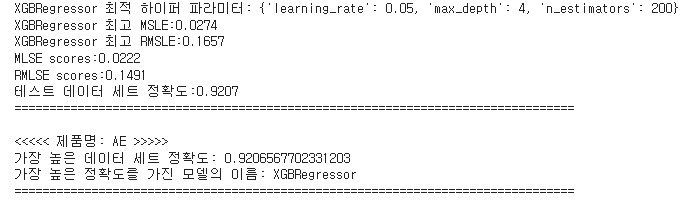 XGBRegressor 최적 하이퍼 파라미터: {'learning_rate': 0.05, 'max_depth': 4, 'n_estimators': 200}
XGBRegressor 최고 MSLE:0.0274
XGBRegressor 최고 RMSLE:0.1657
MLSE scores:0.0222
RMLSE scores:0.1491
테스트 데이터 세트 정확도:0.9207
================================================================================
<<<<< 제품명: AE >>>>>
가장 높은 데이터 세트 정확도: 0.9206567702331203
가장 높은 정확도를 가진 모델의 이름: XGBRegressor
================================================================================